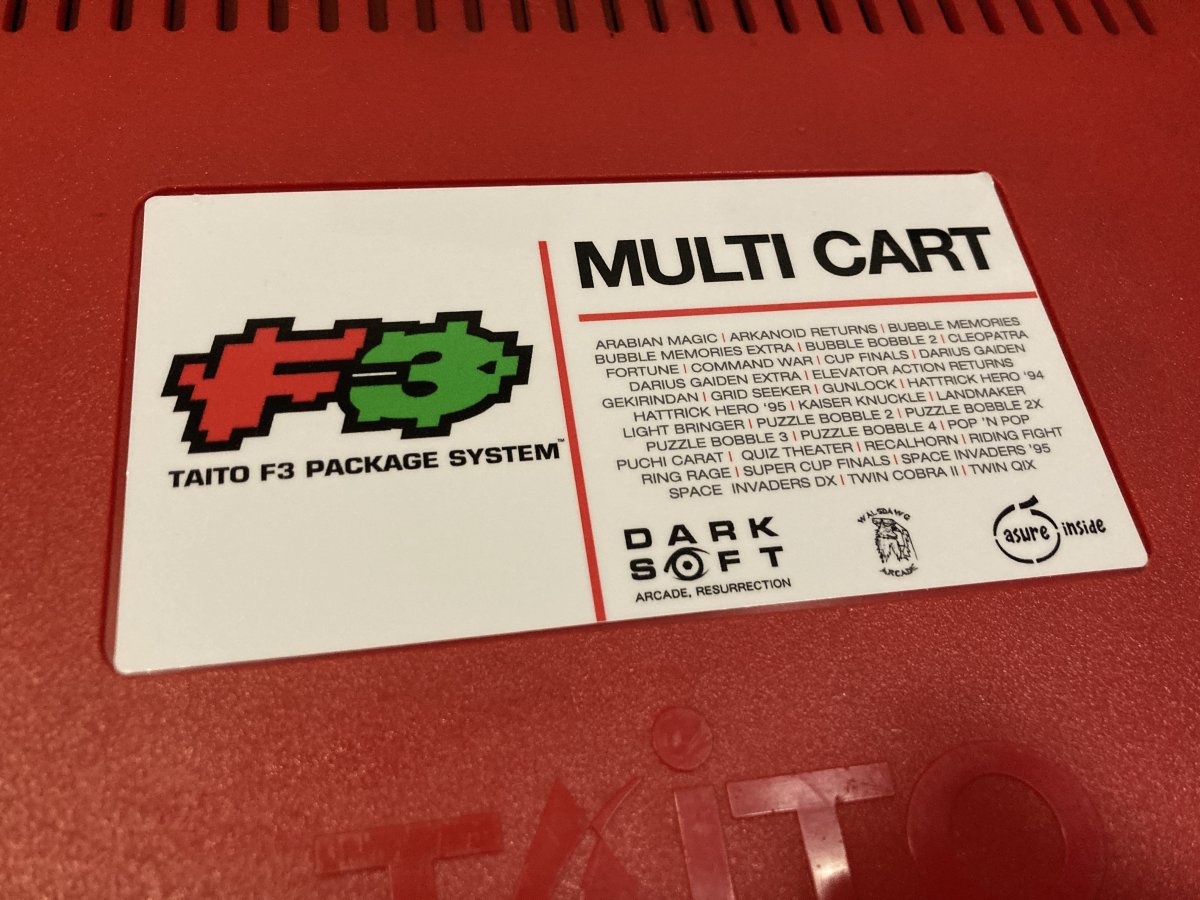 F3
TAITO F3 PACKAGE SYSTEM™
MULTI CART
ARABIAN MAGIC | ARKANOID RETURNS | BUBBLE MEMORIES
BUBBLE MEMORIES EXTRA | BUBBLE BOBBLE 2 | CLEOPATRA
FORTUNE | COMMAND WAR | CUP FINALS | DARIUS GAIDEN
DARIUS GAIDEN EXTRA | ELEVATOR ACTION RETURNS
GEKIRINDAN | GRID SEEKER | GUNLOCK | HATTRICK HERO '94
HATTRICK HERO '95 | KAISER KNUCKLE | LANDMAKER
LIGHT BRINGER | PUZZLE BOBBLE 2 | PUZZLE BOBBLE 2X
PUZZLE BOBBLE 3 | PUZZLE BOBBLE 4 | POP 'N POP
PUCHI CARAT | QUIZ THEATER | RECALHORN | RIDING FIGHT
RING RAGE | SUPER CUP FINALS | SPACE INVADERS '95
SPACE INVADERS DX | TWIN COBRA II | TWIN QIX
DARK
SOFT
ARCADE, RESURRECTION
WALSDAWG
ARCADE
asure inside
TAITO